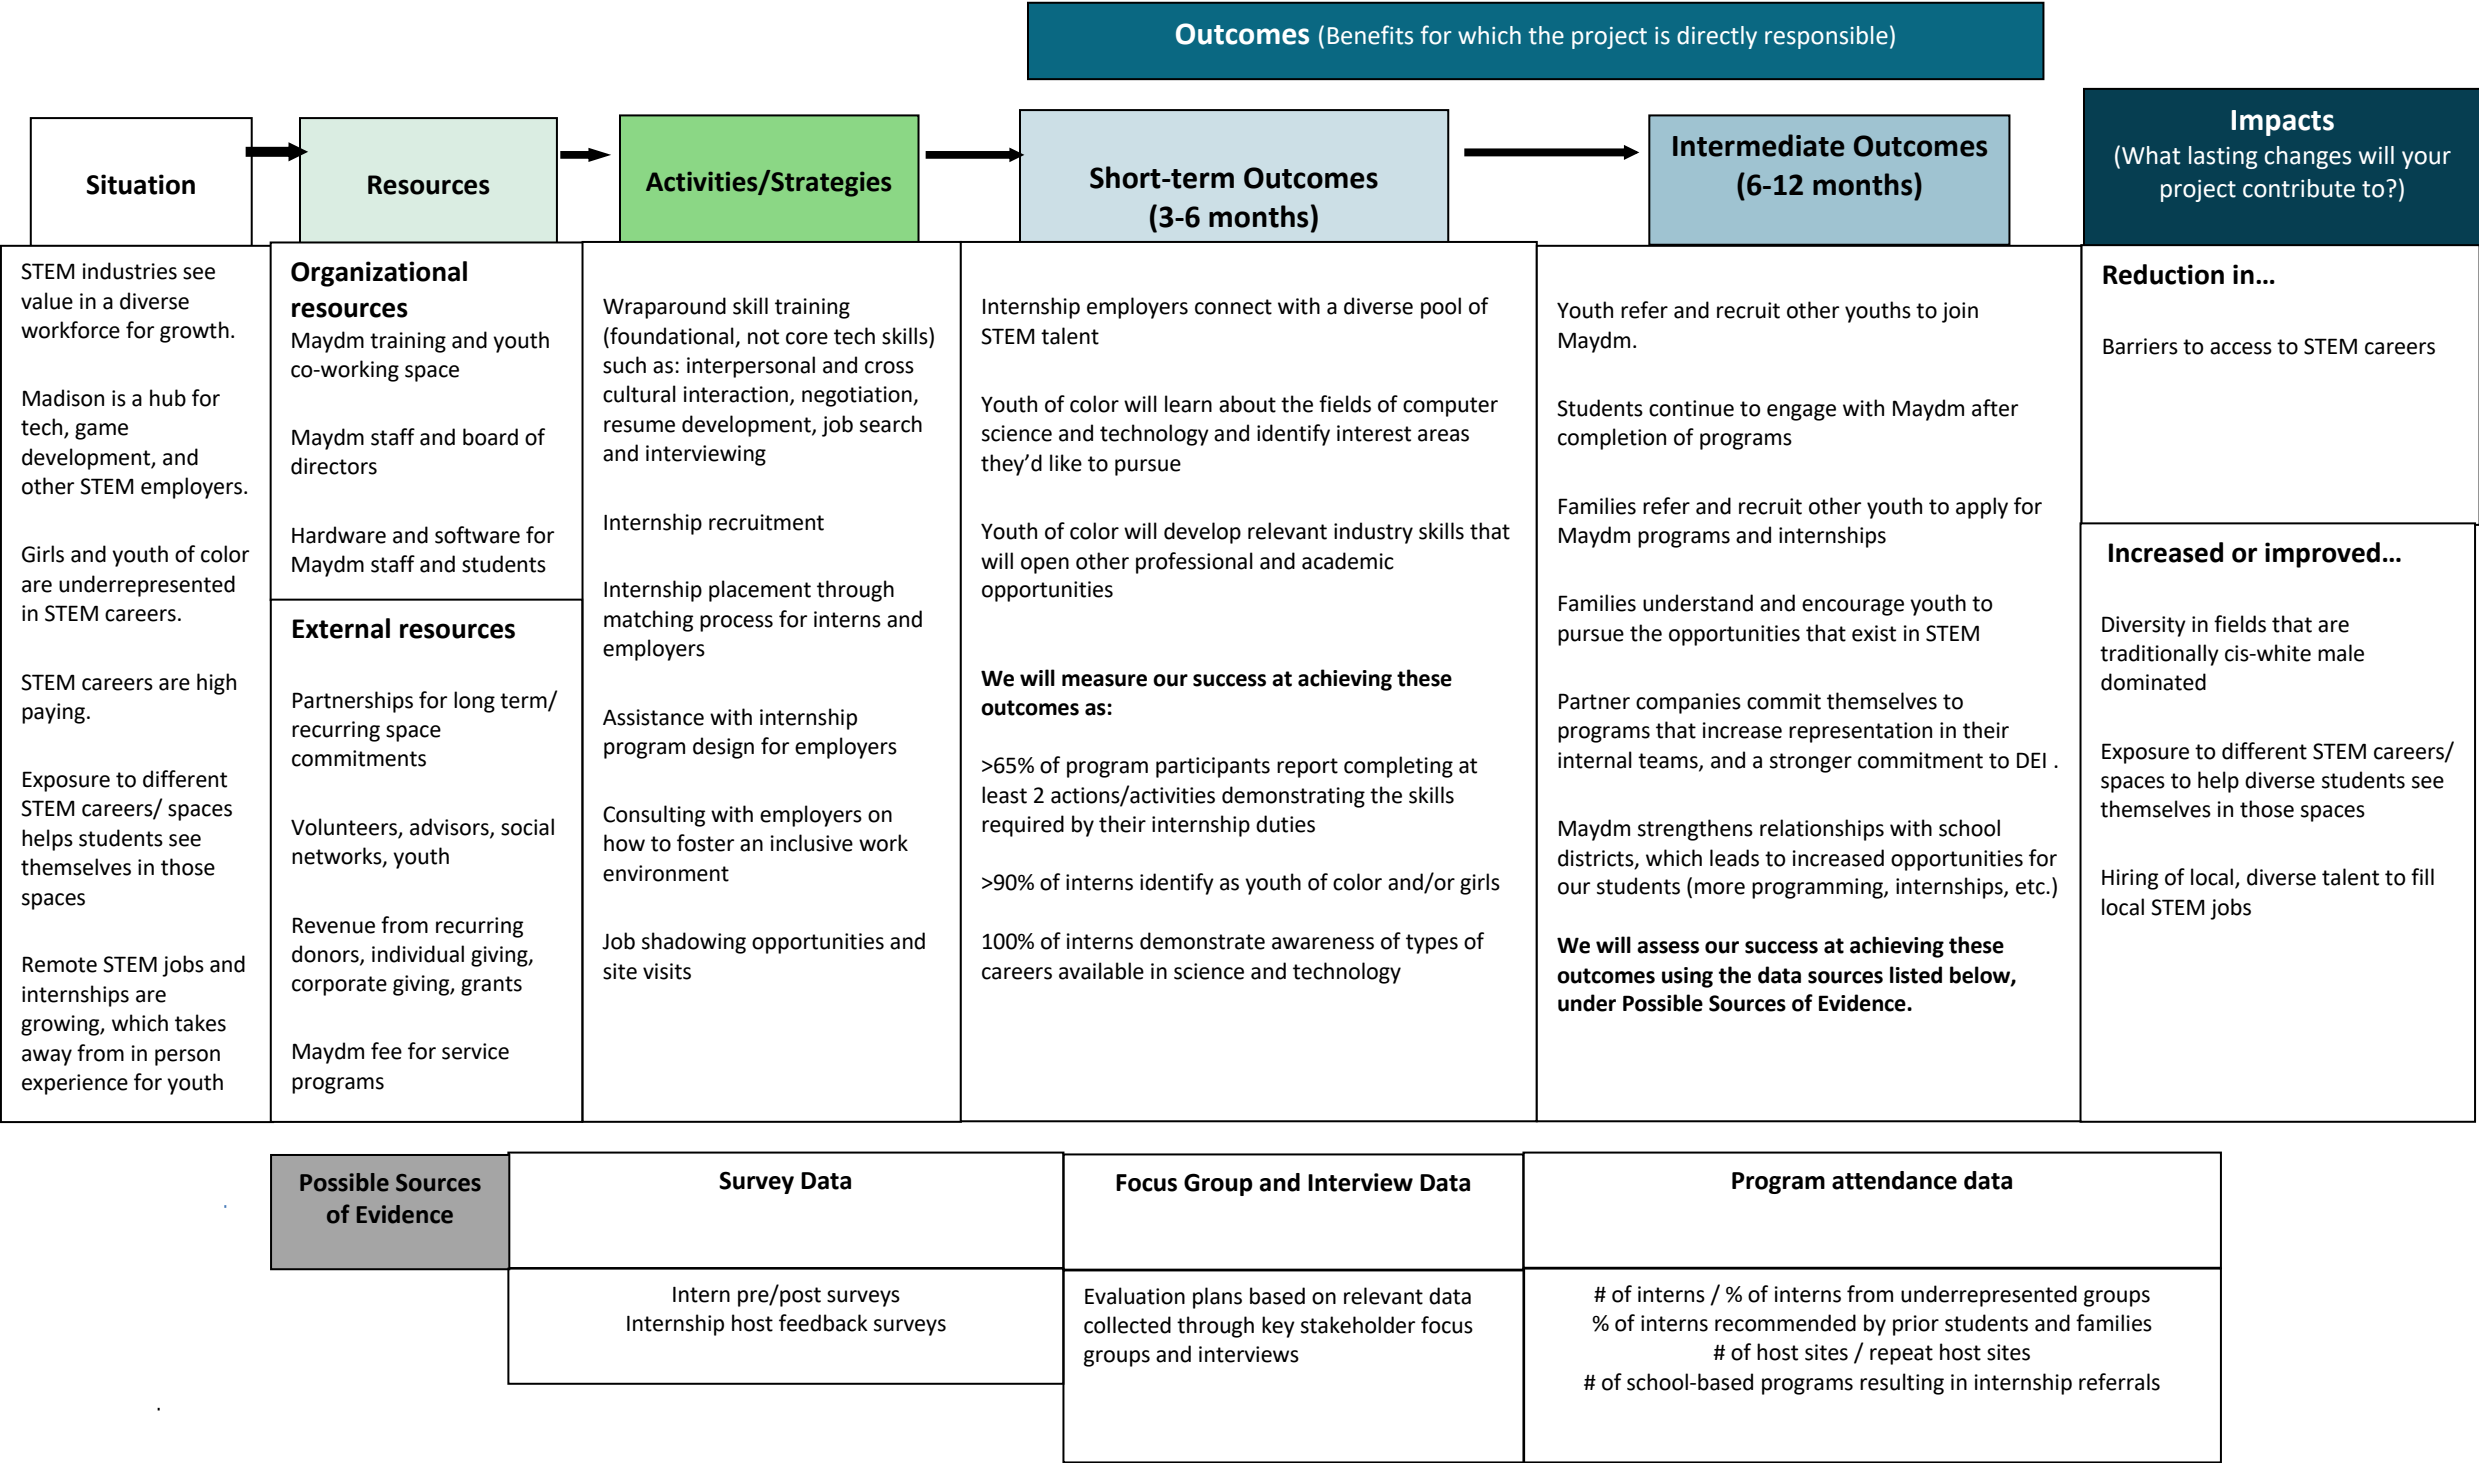 Outcomes (Benefits for which the project is directly responsible)
Situation
Resources
Activities/Strategies
Short-term Outcomes
(3-6 months)
Intermediate Outcomes
(6-12 months)
Impacts
(What lasting changes will your
project contribute to?)
STEM industries see
value in a diverse
workforce for growth.
Madison is a hub for
tech, game
development, and
other STEM employers.
Girls and youth of color
are underrepresented
in STEM careers.
STEM careers are high
paying.
Exposure to different
STEM careers/ spaces
helps students see
themselves in those
spaces
Remote STEM jobs and
internships are
growing, which takes
away from in person
experience for youth
Organizational
resources
Maydm training and youth
co-working space
Maydm staff and board of
directors
Hardware and software for
Maydm staff and students
External resources
Partnerships for long term/
recurring space
commitments
Volunteers, advisors, social
networks, youth
Revenue from recurring
donors, individual giving,
corporate giving, grants
Maydm fee for service
programs
Wraparound skill training
(foundational, not core tech skills)
such as: interpersonal and cross
cultural interaction, negotiation,
resume development, job search
and interviewing
Internship recruitment
Internship placement through
matching process for interns and
employers
Assistance with internship
program design for employers
Consulting with employers on
how to foster an inclusive work
environment
Job shadowing opportunities and
site visits
Internship employers connect with a diverse pool of
STEM talent
Youth of color will learn about the fields of computer
science and technology and identify interest areas
they’d like to pursue
Youth of color will develop relevant industry skills that
will open other professional and academic
opportunities
We will measure our success at achieving these
outcomes as:
>65% of program participants report completing at
least 2 actions/activities demonstrating the skills
required by their internship duties
>90% of interns identify as youth of color and/or girls
100% of interns demonstrate awareness of types of
careers available in science and technology
Youth refer and recruit other youths to join
Maydm.
Students continue to engage with Maydm after
completion of programs
Families refer and recruit other youth to apply for
Maydm programs and internships
Families understand and encourage youth to
pursue the opportunities that exist in STEM
Partner companies commit themselves to
programs that increase representation in their
internal teams, and a stronger commitment to DEI .
Maydm strengthens relationships with school
districts, which leads to increased opportunities for
our students (more programming, internships, etc.)
We will assess our success at achieving these
outcomes using the data sources listed below,
under Possible Sources of Evidence.
Reduction in…
Barriers to access to STEM careers
Increased or improved…
Diversity in fields that are
traditionally cis-white male
dominated
Exposure to different STEM careers/
spaces to help diverse students see
themselves in those spaces
Hiring of local, diverse talent to fill
local STEM jobs
Possible Sources
of Evidence
Survey Data
Focus Group and Interview Data
Program attendance data
Intern pre/post surveys
Internship host feedback surveys
Evaluation plans based on relevant data
collected through key stakeholder focus
groups and interviews
# of interns / % of interns from underrepresented groups
% of interns recommended by prior students and families
# of host sites / repeat host sites
# of school-based programs resulting in internship referrals